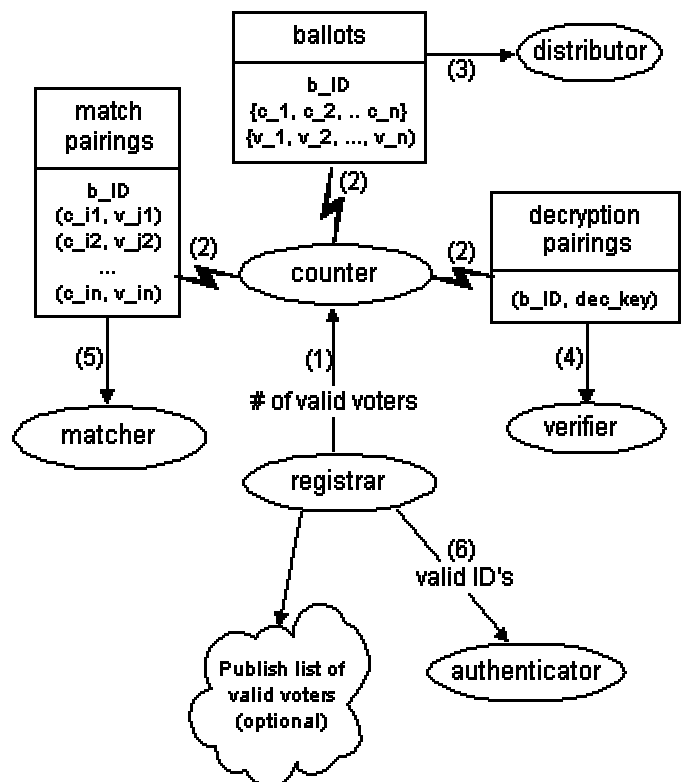 ballots
b_ID
{c_1, c_2, .. c_n}
{v_1, v_2, ..., v_n)
(3)
distributor
match
pairings
b_ID
(c_i1, v_j1)
(c_i2, v_j2)
...
(c_in, v_in)
(2)
(2)
counter
(2)
decryption
pairings
(b_ID, dec_key)
(5)
matcher
(1)
# of valid voters
(4)
verifier
registrar
(6)
valid ID's
Publish list of
valid voters
(optional)
authenticator